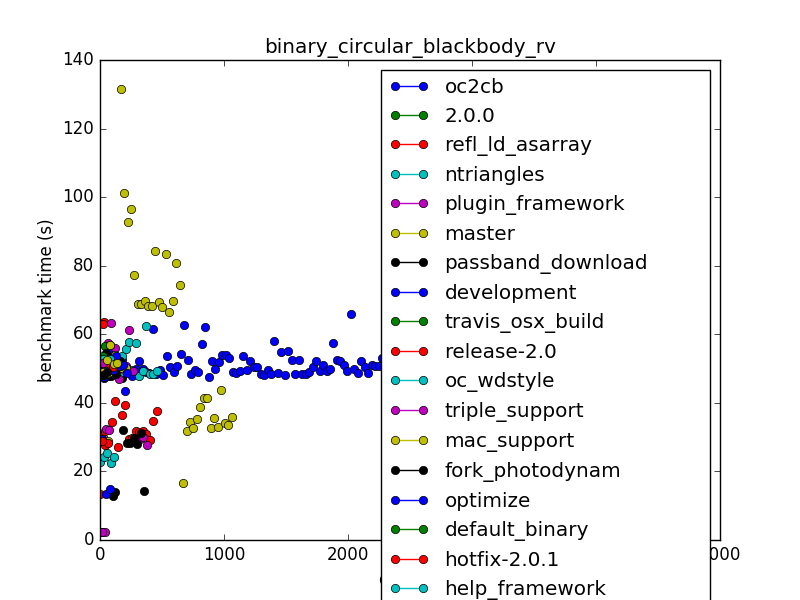 binary_circular_blackbody_rv
benchmark time (s)
140
120
100
80
60
40
20
0
0
1000
2000
000
oc2cb
2.0.0
refl_ld_asarray
ntriangles
plugin_framework
master
passband_download
development
travis_osx_build
release-2.0
oc_wdstyle
triple_support
mac_support
fork_photodynam
optimize
default_binary
hotfix-2.0.1
help_framework